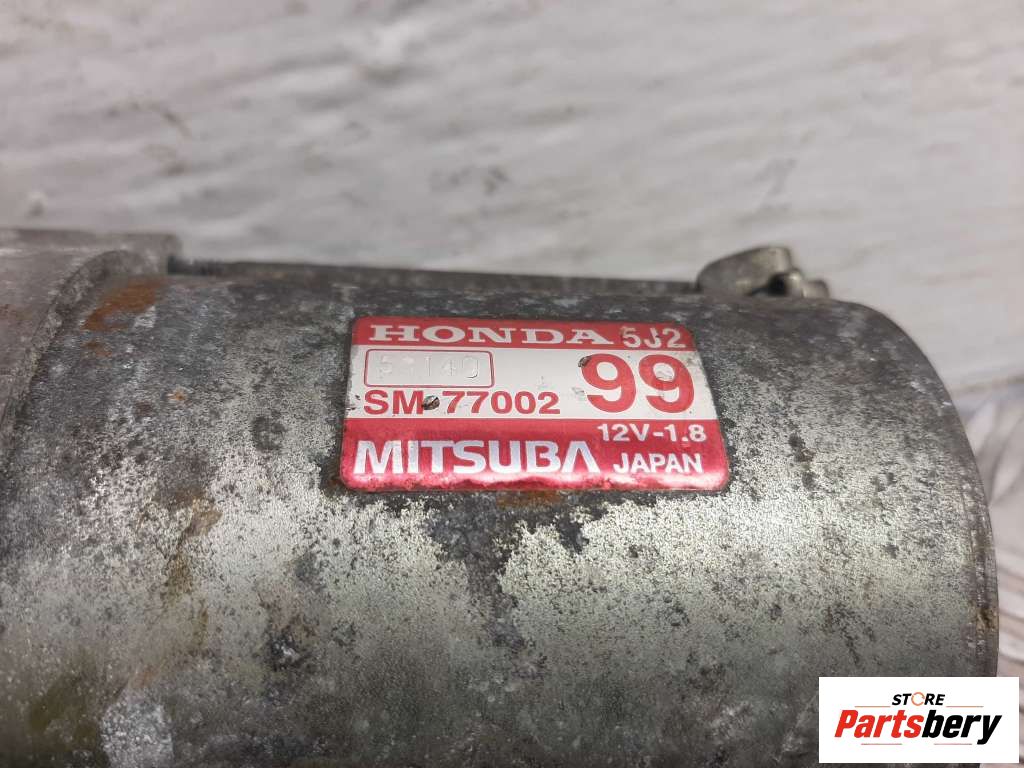 HONDA 5J2
99
SM-77002
12V-1.8
MITSUBA JAPAN
STORE
Partsbery